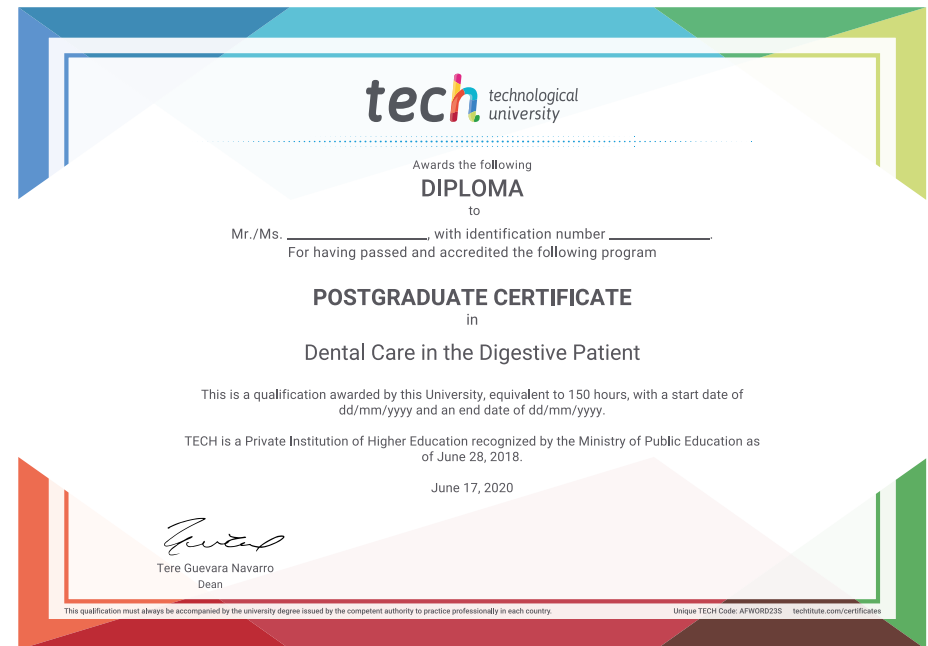 tech technological
university
Awards the following
DIPLOMA
to
Mr./Ms. ____________________, with identification number ______________.
For having passed and accredited the following program
POSTGRADUATE CERTIFICATE
in
Dental Care in the Digestive Patient
This is a qualification awarded by this University, equivalent to 150 hours, with a start date of
dd/mm/yyyy and an end date of dd/mm/yyyy.
TECH is a Private Institution of Higher Education recognized by the Ministry of Public Education as
of June 28, 2018.
June 17, 2020
Tere Guevara Navarro
Dean
This qualification must always be accompanied by the university degree issued by the competent authority to practice professionally in each country.
Unique TECH Code: AFWORD23S techtitute.com/certificates